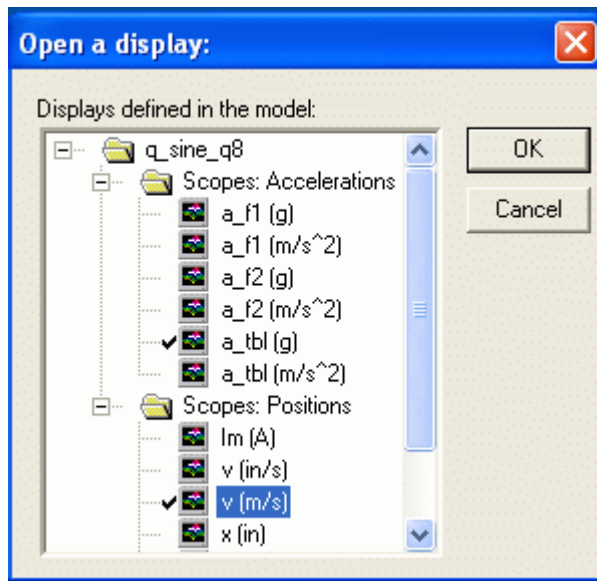 Open a display:
Displays defined in the model:
q_sine_q8
Scopes: Accelerations
a_f1 (g)
a_f1 (m/s^2)
a_f2 (g)
a_f2 (m/s^2)
a_tbl (g)
a_tbl (m/s^2)
Scopes: Positions
Im (A)
v (in/s)
v (m/s)
x (in)
OK
Cancel